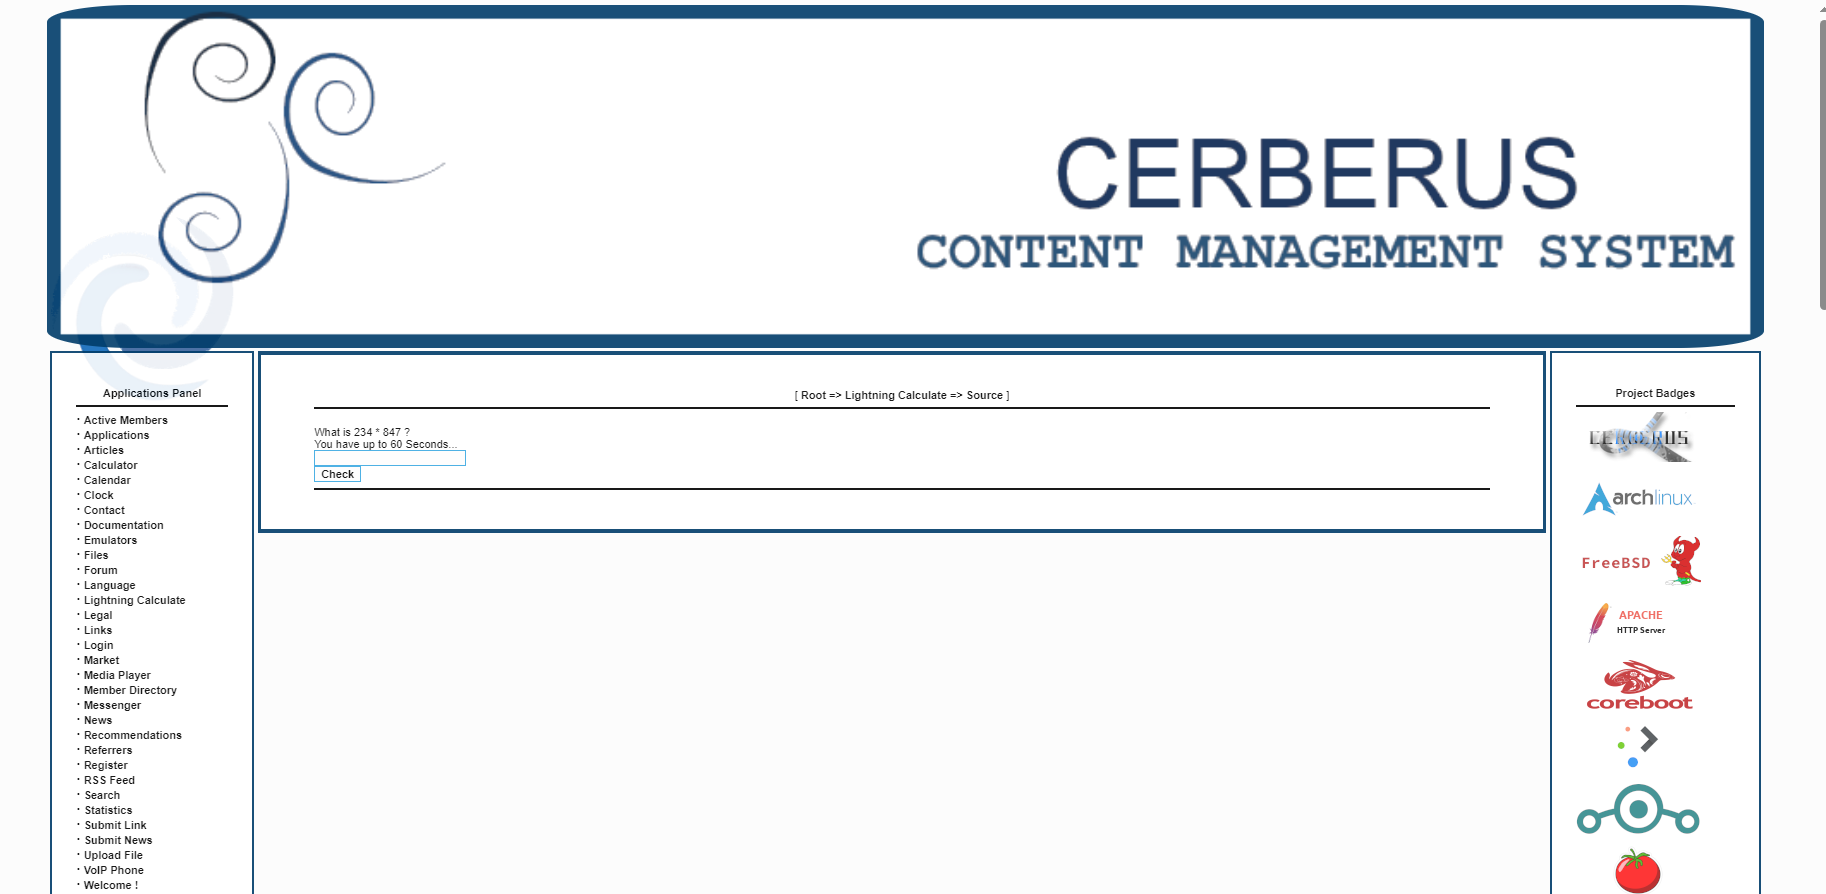 CERBERUS
CONTENT MANAGEMENT SYSTEM
Applications Panel
· Active Members
· Applications
· Articles
· Calculator
· Calendar
· Clock
· Contact
· Documentation
· Emulators
· Files
· Forum
· Language
· Lightning Calculate
· Legal
· Links
· Login
· Market
· Media Player
· Member Directory
· Messenger
· News
· Recommendations
· Referrers
· Register
· RSS Feed
· Search
· Statistics
· Submit Link
· Submit News
· Upload File
· VoIP Phone
· Welcome !
[ Root => Lightning Calculate => Source ]
What is 234 * 847 ?
You have up to 60 Seconds...
Check
Project Badges
CERBERUS
archlinux
FreeBSD
APACHE
HTTP Server
coreboot